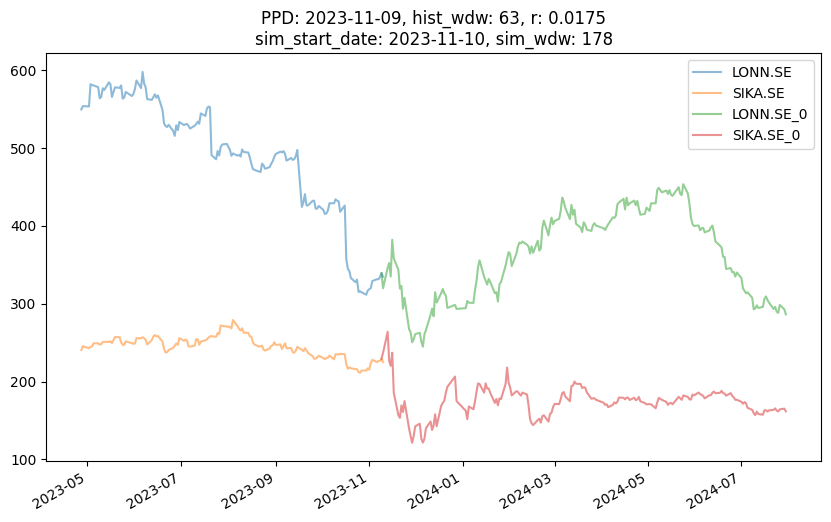 PPD: 2023-11-09, hist_wdw: 63, r: 0.0175
sim_start_date: 2023-11-10, sim_wdw: 178
LONN.SE
SIKA.SE
LONN.SE_0
SIKA.SE_0
600
500
400
300
200
100
2023-05
2023-07
2023-09
2023-11
2024-01
2024-03
2024-05
2024-07